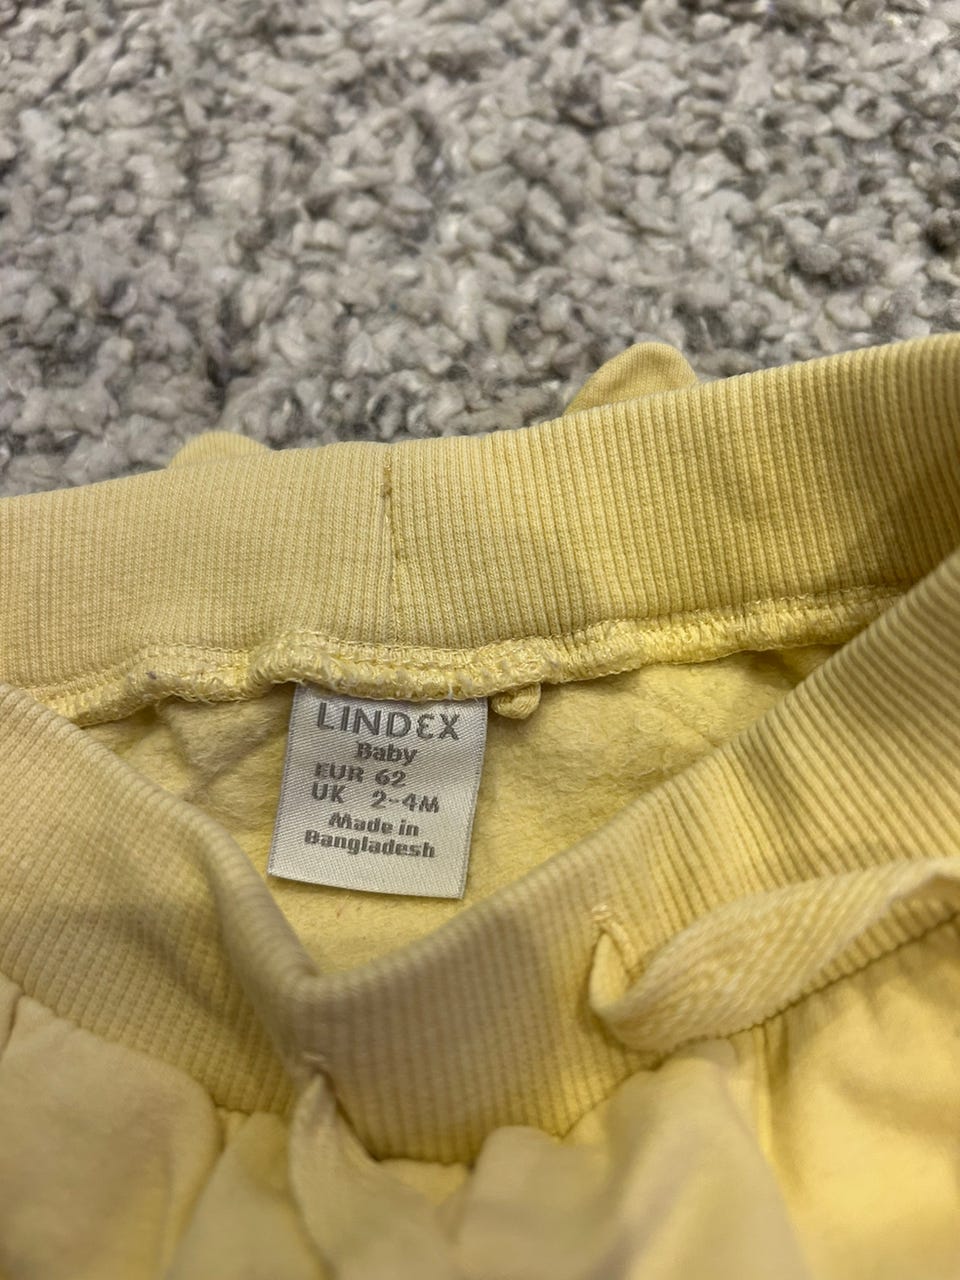 LINDEX
Baby
EUR 62
UK 2-4M
Made in
Bangladesh